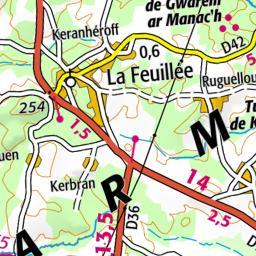 de Gwarem
ar Manac'h
Keranhéroff
D42
0,6
La Feuillée
Ruguellou
254
1,5
Tu
de K
M
uen
Kerbran
R
14
2,5
D36
13,5
A